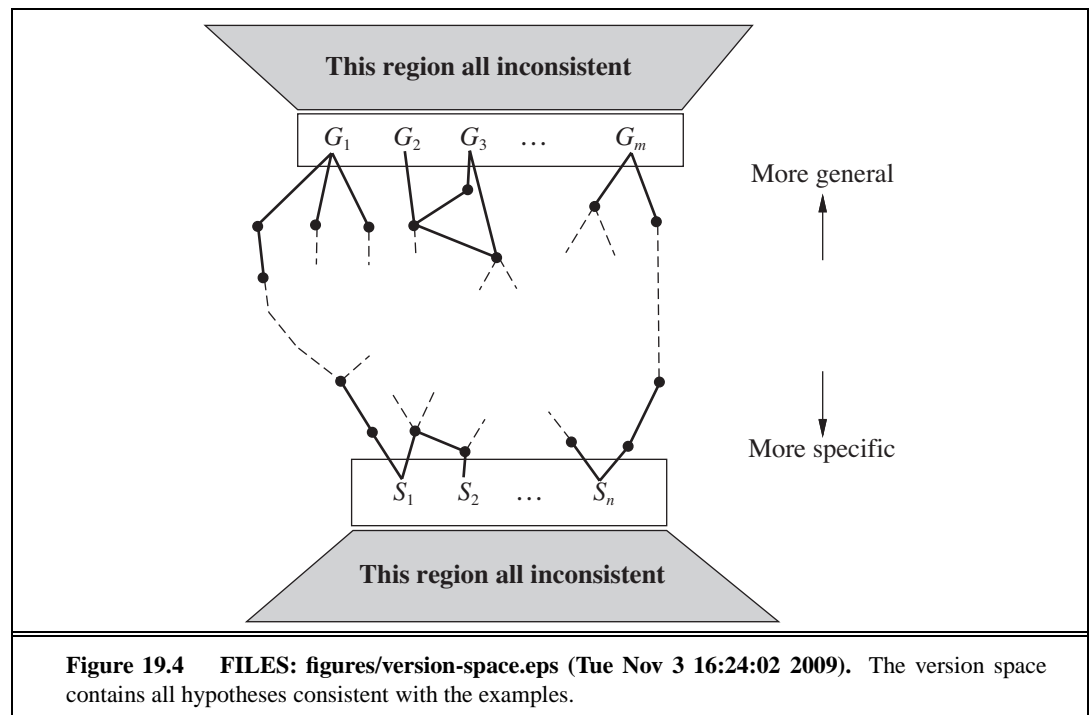 This region all inconsistent
G1 G2 G3 … Gm
More general
More specific
S1 S2 … Sn
This region all inconsistent
Figure 19.4 FILES: figures/version-space.eps (Tue Nov 3 16:24:02 2009). The version space
contains all hypotheses consistent with the examples.